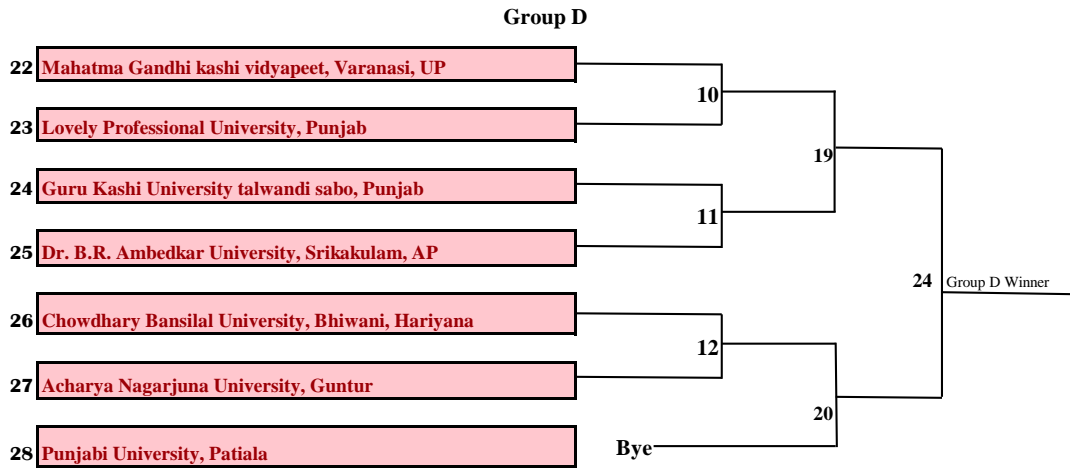 Group D
22 Mahatma Gandhi kashi vidyapeet, Varanasi, UP
10
23 Lovely Professional University, Punjab
19
24 Guru Kashi University talwandi sabo, Punjab
11
25 Dr. B.R. Ambedkar University, Srikakulam, AP
24 Group D Winner
26 Chowdhary Bansilal University, Bhiwani, Hariyana
12
27 Acharya Nagarjuna University, Guntur
20
28 Punjabi University, Patiala
Bye